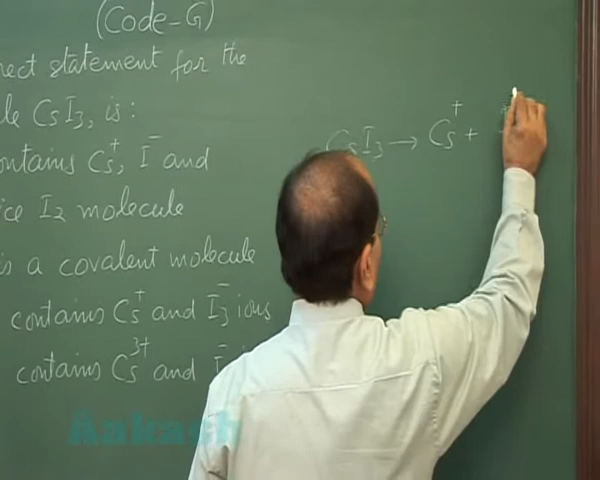 (Code-G)
rect statement for the
le CsI3, is:
ontains Cs+, I- and
ice I2 molecule
is a covalent molecule
contains Cs+ and I3- ions
contains Cs3+ and I-
CsI3 → Cs+ +
Aakash